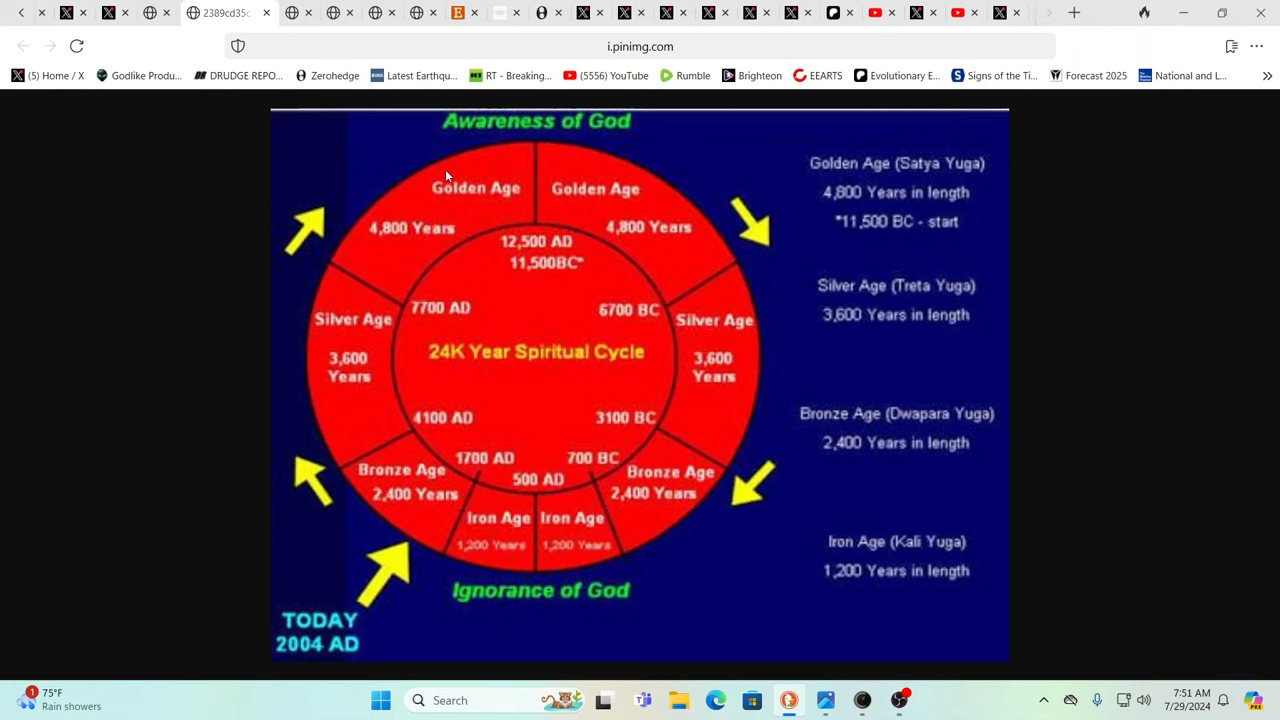 2389cd35c
i.pinimg.com
(5) Home / X
Godlike Produ...
DRUDGE REPO...
Zerohedge
Latest Earthqu...
RT - Breaking...
(5556) YouTube
Rumble
Brighteon
EEARTS
Evolutionary E...
Signs of the Ti...
Forecast 2025
National and L...
Awareness of God
Golden Age
Golden Age
4,800 Years
4,800 Years
12,500 AD
11,500BC*
7700 AD
6700 BC
Silver Age
Silver Age
24K Year Spiritual Cycle
3,600
Years
3,600
Years
4100 AD
3100 BC
1700 AD
700 BC
Bronze Age
2,400 Years
500 AD
Bronze Age
2,400 Years
Iron Age
Iron Age
1,200 Years
1,200 Years
Ignorance of God
TODAY
2004 AD
Golden Age (Satya Yuga)
4,800 Years in length
*11,500 BC - start
Silver Age (Treta Yuga)
3,600 Years in length
Bronze Age (Dwapara Yuga)
2,400 Years in length
Iron Age (Kali Yuga)
1,200 Years in length
1
75°F
Rain showers
Search
PRE
7:51 AM
7/29/2024